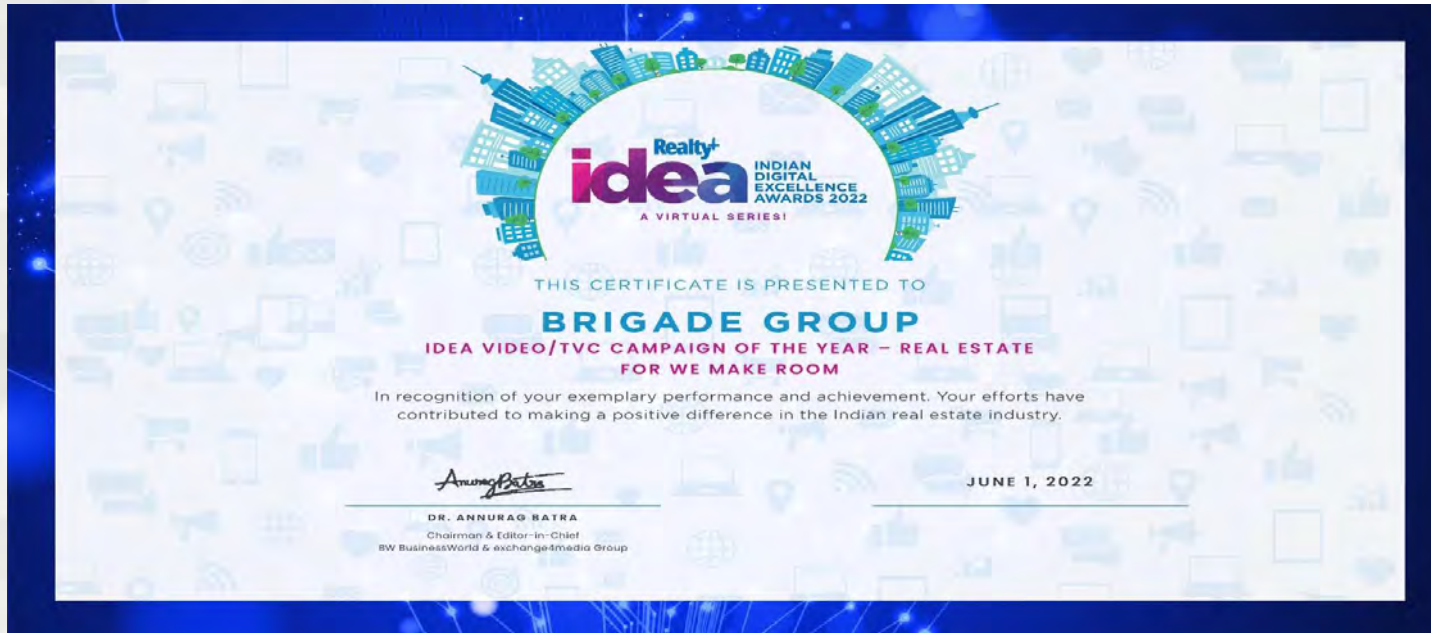 Realty+
idea
INDIAN
DIGITAL
EXCELLENCE
AWARDS 2022
A VIRTUAL SERIES!
THIS CERTIFICATE IS PRESENTED TO
BRIGADE GROUP
IDEA VIDEO/TVC CAMPAIGN OF THE YEAR – REAL ESTATE
FOR WE MAKE ROOM
In recognition of your exemplary performance and achievement. Your efforts have
contributed to making a positive difference in the Indian real estate industry.
Anurag Batra
JUNE 1, 2022
DR. ANNURAG BATRA
Chairman & Editor-in-Chief
BW BusinessWorld & exchange4media Group